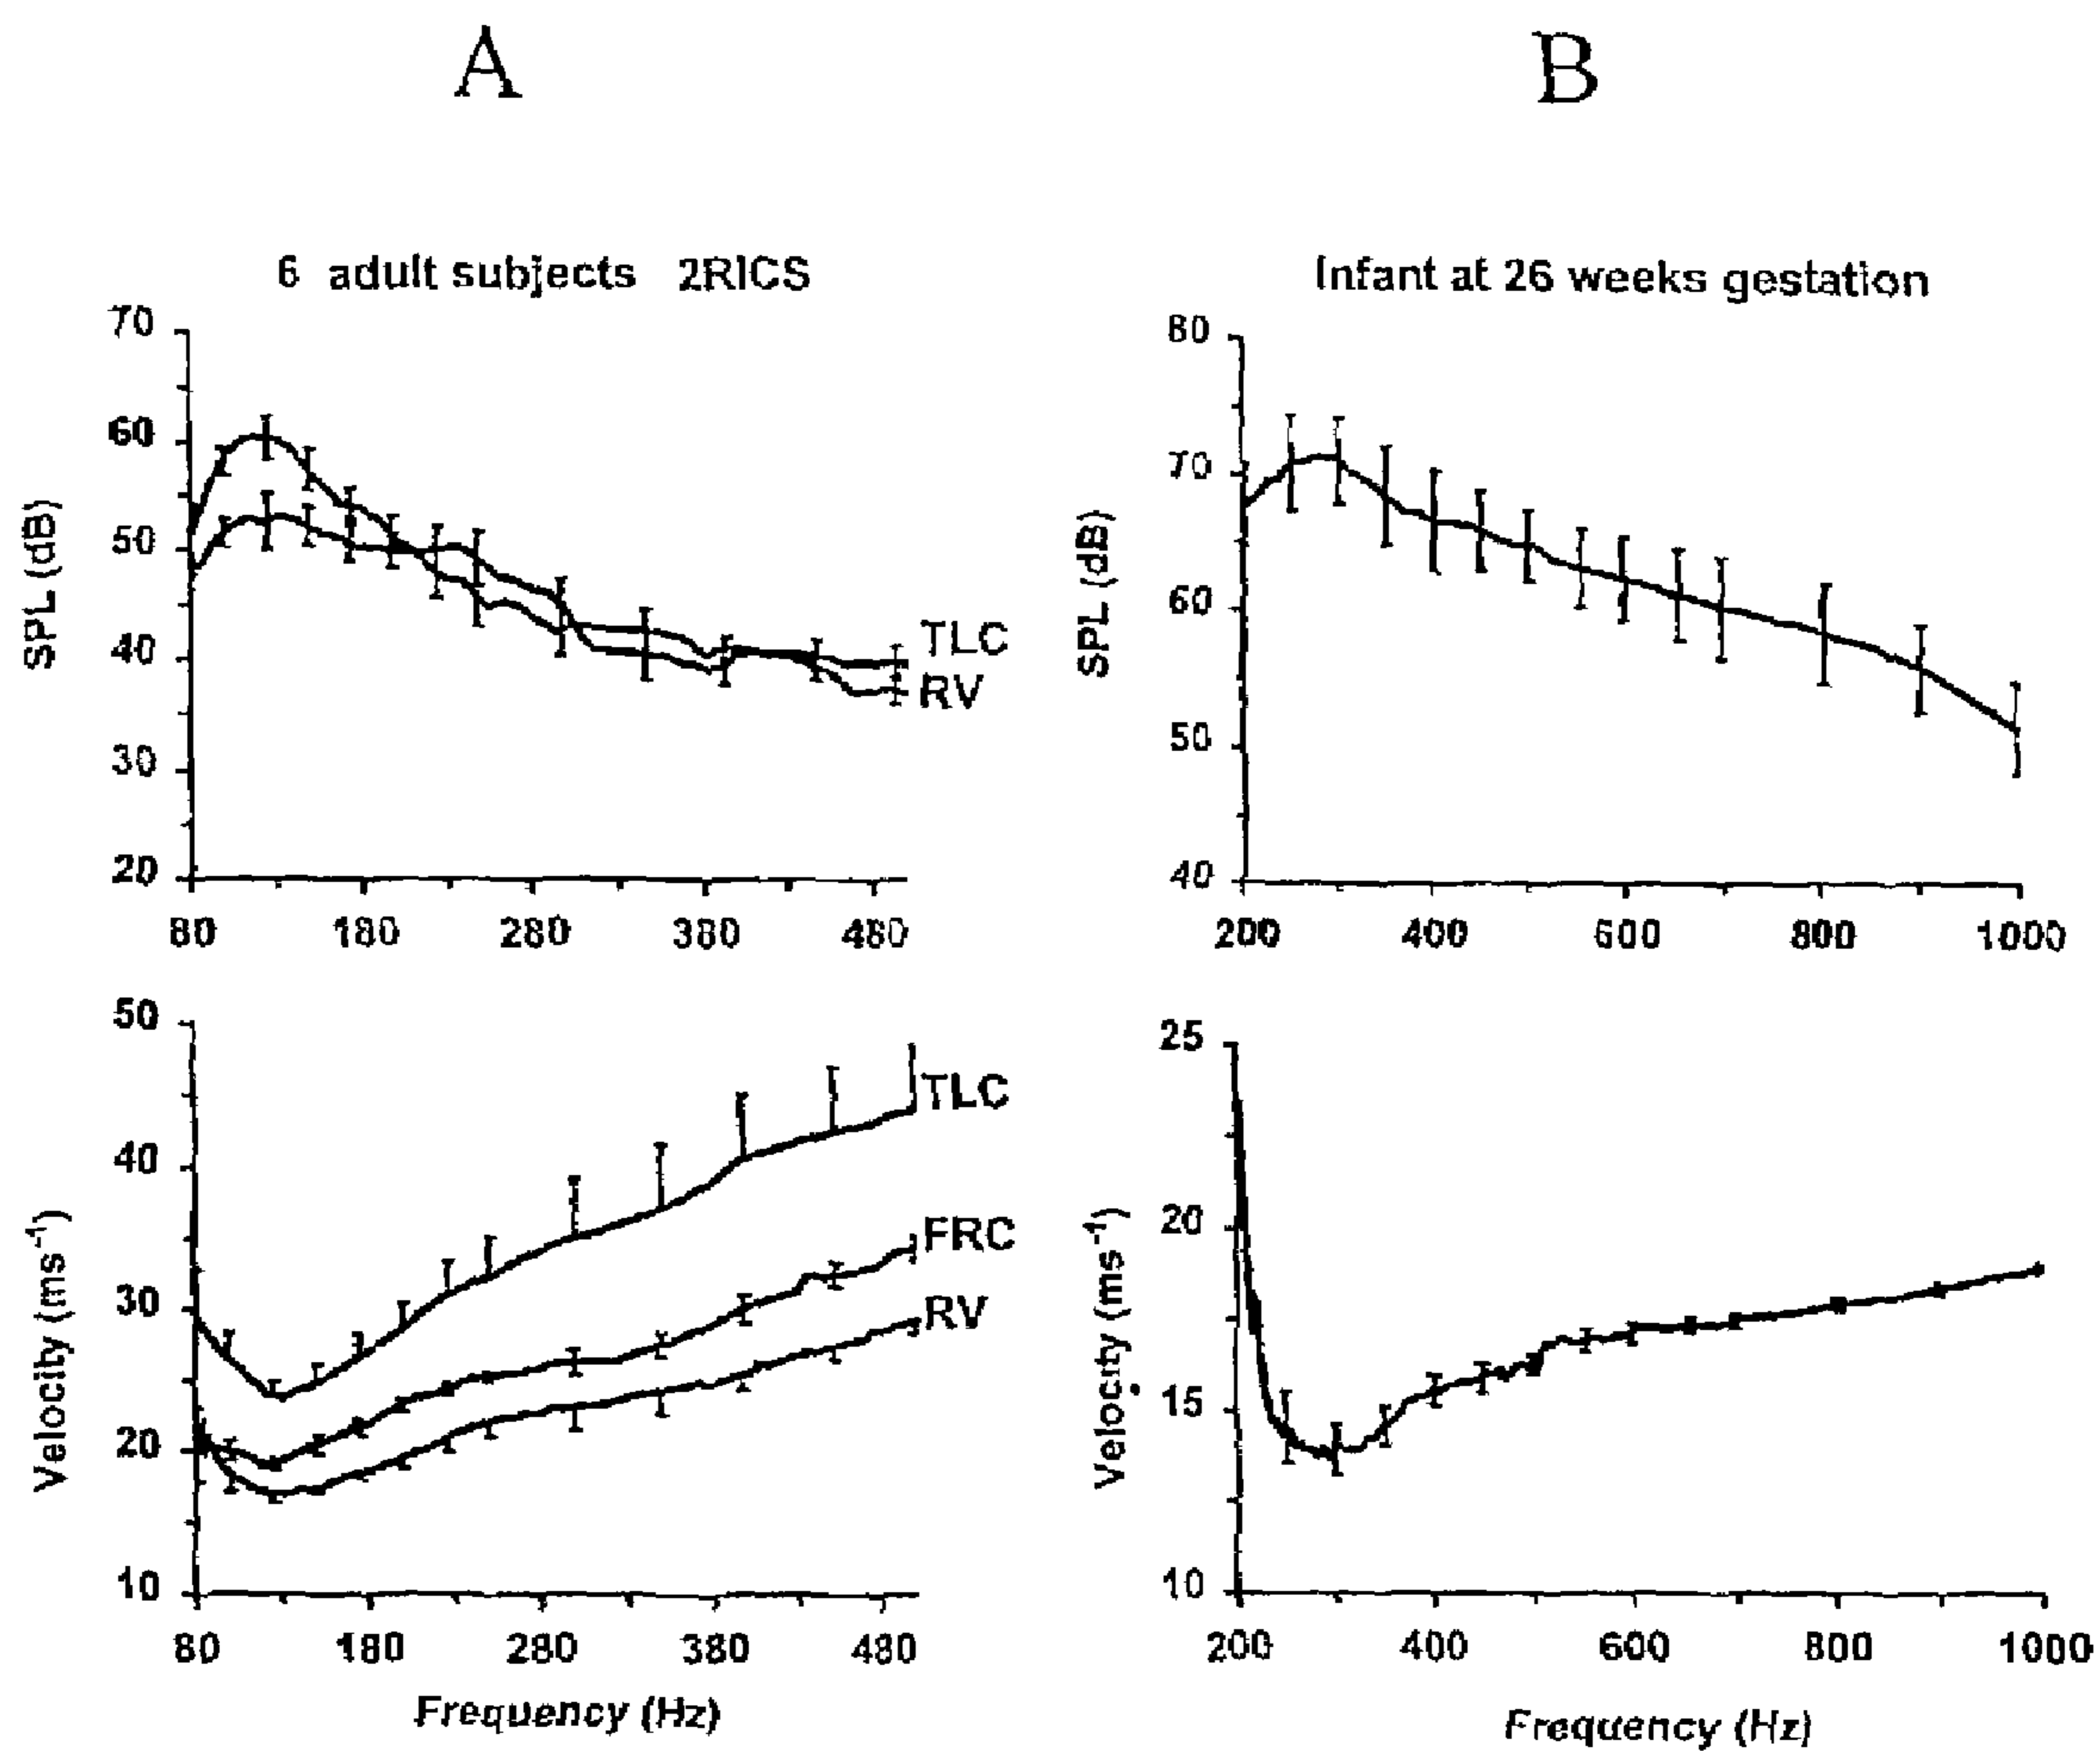 A
B
6 adult subjects 2RICS
70
60
50
40
30
20
SPL (dB)
TLC
RV
80 180 280 380 480
Infant at 26 weeks gestation
80
70
60
50
40
SPL (dB)
200 400 600 800 1000
50
40
30
20
10
Velocity (ms⁻¹)
TLC
FRC
RV
80 180 280 380 480
Frequency (Hz)
25
20
15
10
Velocity (ms⁻¹)
200 400 600 800 1000
Frequency (Hz)